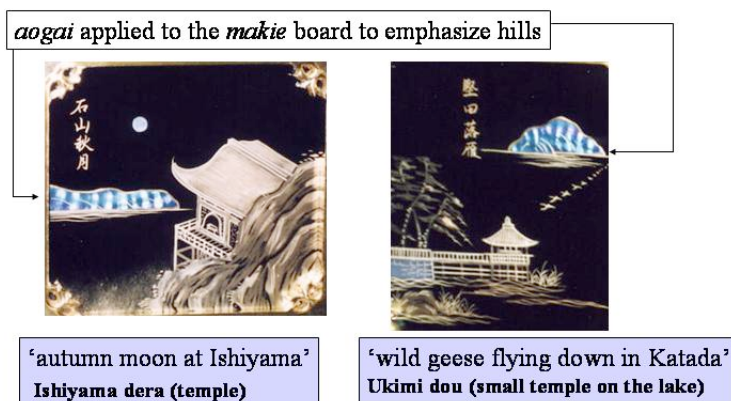 aogai applied to the makie board to emphasize hills
石山秋月
堅田落雁
'autumn moon at Ishiyama'
Ishiyama dera (temple)
'wild geese flying down in Katada'
Ukimi dou (small temple on the lake)